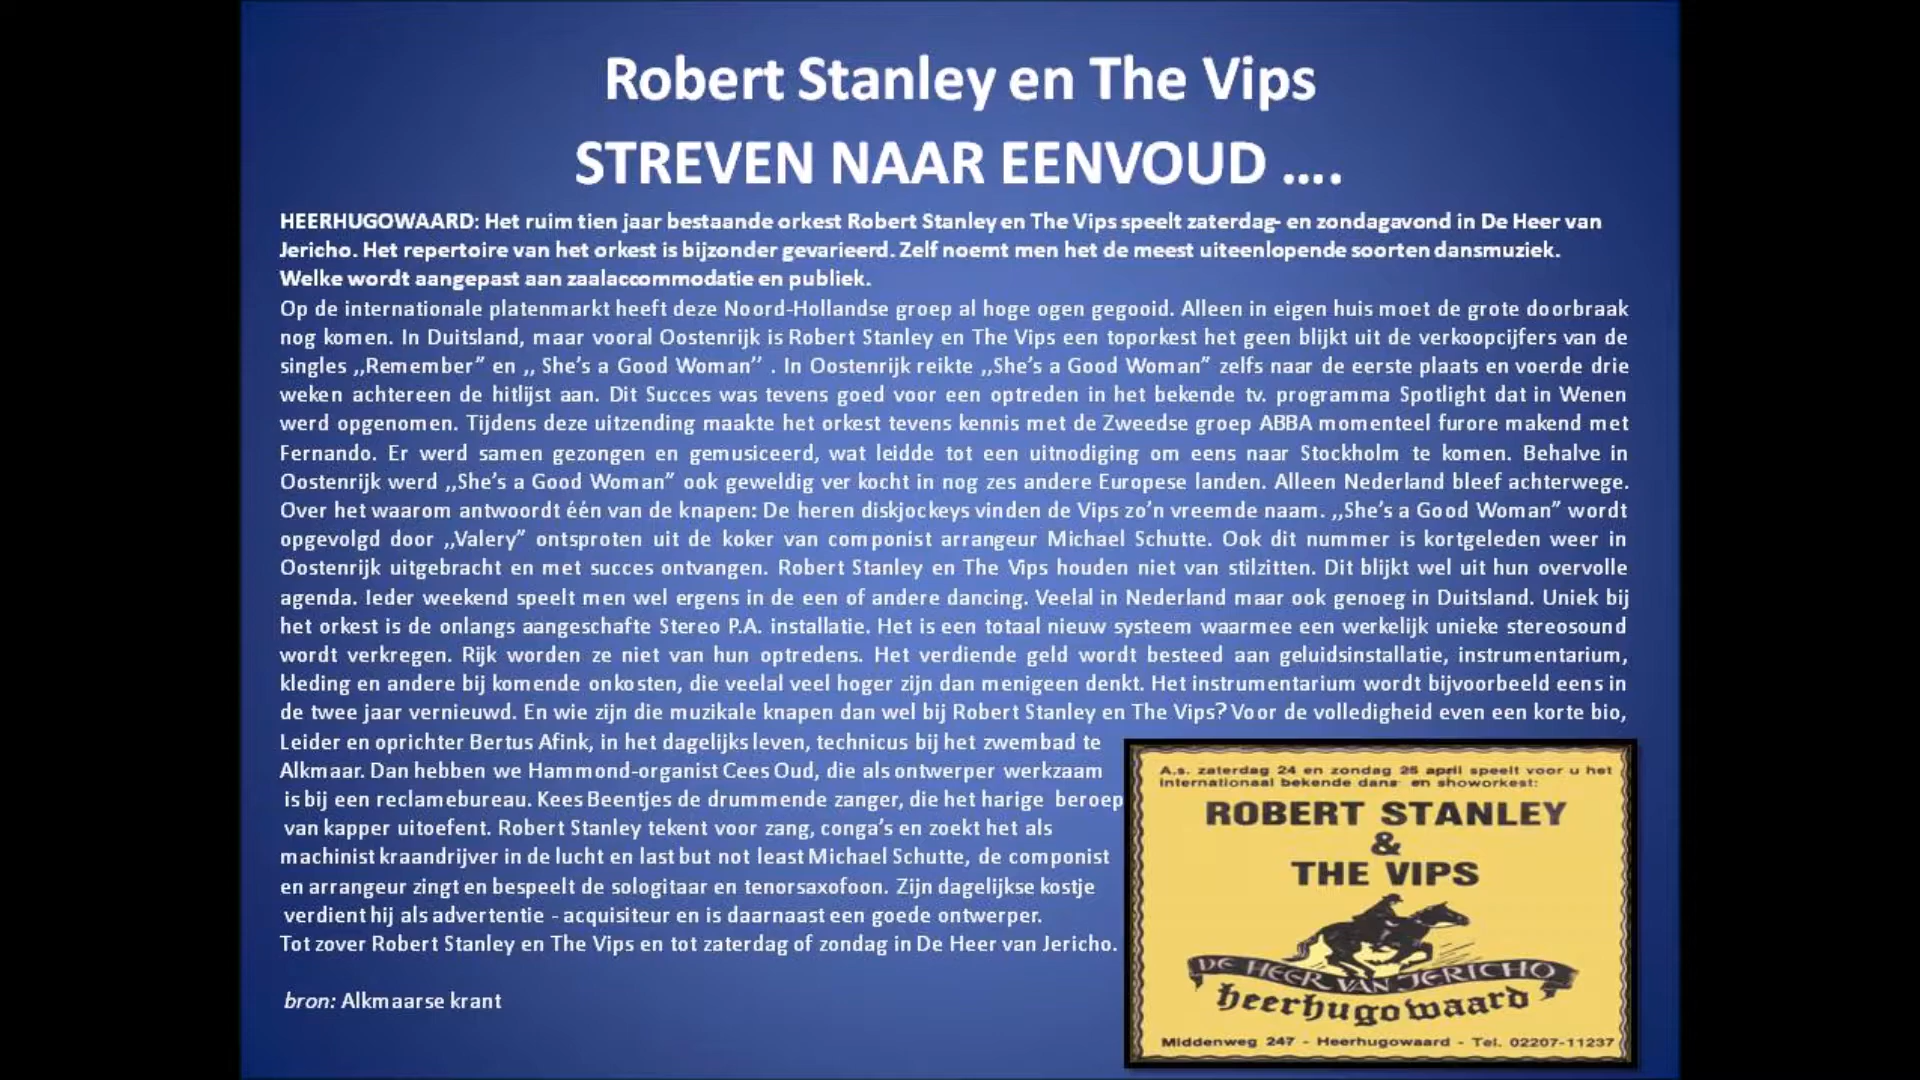 Robert Stanley en The Vips
STREVEN NAAR EENVOUD ....
HEERHUGOWAARD: Het ruim tien jaar bestaande orkest Robert Stanley en The Vips speelt zaterdag- en zondagavond in De Heer van
Jericho. Het repertoire van het orkest is bijzonder gevarieerd. Zelf noemt men het de meest uiteenlopende soorten dansmuziek.
Welke wordt aangepast aan zaalaccommodatie en publiek.
Op de internationale platenmarkt heeft deze Noord-Hollandse groep al hoge ogen gegooid. Alleen in eigen huis moet de grote doorbraak
nog komen. In Duitsland, maar vooral Oostenrijk is Robert Stanley en The Vips een toporkest het geen blijkt uit de verkoopcijfers van de
singles ,,Remember” en ,, She’s a Good Woman’’ . In Oostenrijk reikte ,,She’s a Good Woman” zelfs naar de eerste plaats en voerde drie
weken achtereen de hitlijst aan. Dit Succes was tevens goed voor een optreden in het bekende tv. programma Spotlight dat in Wenen
werd opgenomen. Tijdens deze uitzending maakte het orkest tevens kennis met de Zweedse groep ABBA momenteel furore makend met
Fernando. Er werd samen gezongen en gemusiceerd, wat leidde tot een uitnodiging om eens naar Stockholm te komen. Behalve in
Oostenrijk werd ,,She’s a Good Woman” ook geweldig ver kocht in nog zes andere Europese landen. Alleen Nederland bleef achterwege.
Over het waarom antwoordt één van de knapen: De heren diskjockeys vinden de Vips zo’n vreemde naam. ,,She’s a Good Woman” wordt
opgevolgd door ,,Valery” ontsproten uit de koker van componist arrangeur Michael Schutte. Ook dit nummer is kortgeleden weer in
Oostenrijk uitgebracht en met succes ontvangen. Robert Stanley en The Vips houden niet van stilzitten. Dit blijkt wel uit hun overvolle
agenda. Ieder weekend speelt men wel ergens in de een of andere dancing. Veelal in Nederland maar ook genoeg in Duitsland. Uniek bij
het orkest is de onlangs aangeschafte Stereo P.A. installatie. Het is een totaal nieuw systeem waarmee een werkelijk unieke stereosound
wordt verkregen. Rijk worden ze niet van hun optredens. Het verdiende geld wordt besteed aan geluidsinstallatie, instrumentarium,
kleding en andere bij komende onkosten, die veelal veel hoger zijn dan menigeen denkt. Het instrumentarium wordt bijvoorbeeld eens in
de twee jaar vernieuwd. En wie zijn die muzikale knapen dan wel bij Robert Stanley en The Vips? Voor de volledigheid even een korte bio,
Leider en oprichter Bertus Afink, in het dagelijks leven, technicus bij het zwembad te
Alkmaar. Dan hebben we Hammond-organist Cees Oud, die als ontwerper werkzaam
is bij een reclamebureau. Kees Beentjes de drummende zanger, die het harige beroep
van kapper uitoefent. Robert Stanley tekent voor zang, conga’s en zoekt het als
machinist kraandrijver in de lucht en last but not least Michael Schutte, de componist
en arrangeur zingt en bespeelt de sologitaar en tenorsaxofoon. Zijn dagelijkse kostje
verdient hij als advertentie - acquisiteur en is daarnaast een goede ontwerper.
Tot zover Robert Stanley en The Vips en tot zaterdag of zondag in De Heer van Jericho.
bron: Alkmaarse krant
A.s. zaterdag 24 en zondag 25 april speelt voor u het
internationaal bekende dans- en showorkest:
ROBERT STANLEY
&
THE VIPS
DE HEER VAN JERICHO
heerhugowaard
Middenweg 247 - Heerhugowaard - Tel. 02207-11237